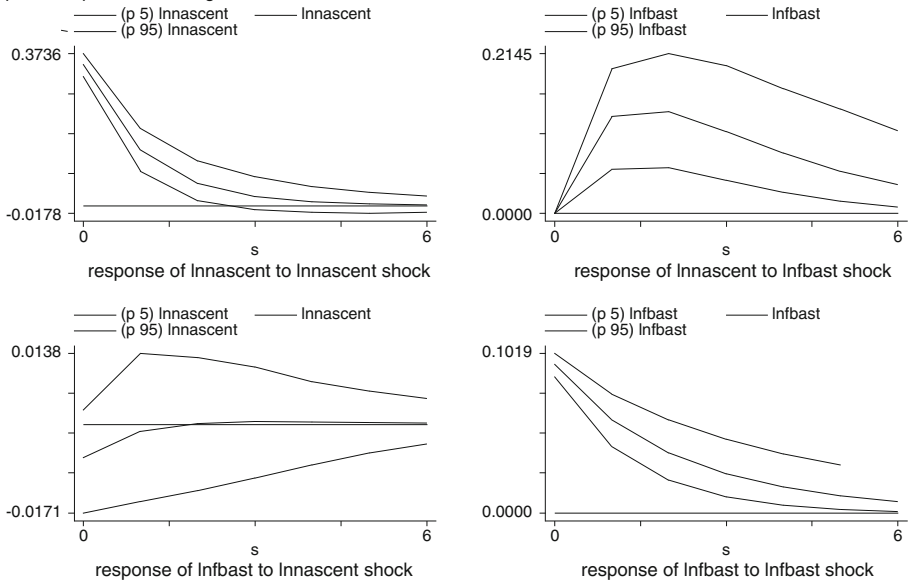 (p 5) lnnascent lnnascent
(p 95) lnnascent
0.3736
-0.0178
0 6
s
response of lnnascent to lnnascent shock
(p 5) lnfbast lnfbast
(p 95) lnfbast
0.2145
0.0000
0 6
s
response of lnnascent to lnfbast shock
(p 5) lnnascent lnnascent
(p 95) lnnascent
0.0138
-0.0171
0 6
s
response of lnfbast to lnnascent shock
(p 5) lnfbast lnfbast
(p 95) lnfbast
0.1019
0.0000
0 6
s
response of lnfbast to lnfbast shock